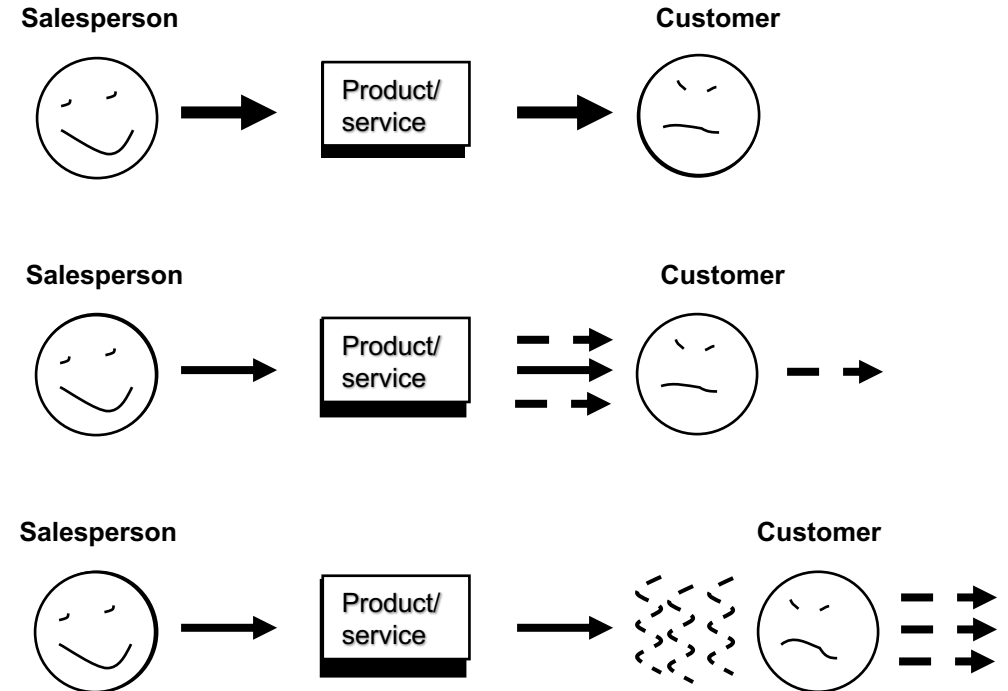 Salesperson
Customer
Product/
service
Salesperson
Customer
Product/
service
Salesperson
Customer
Product/
service